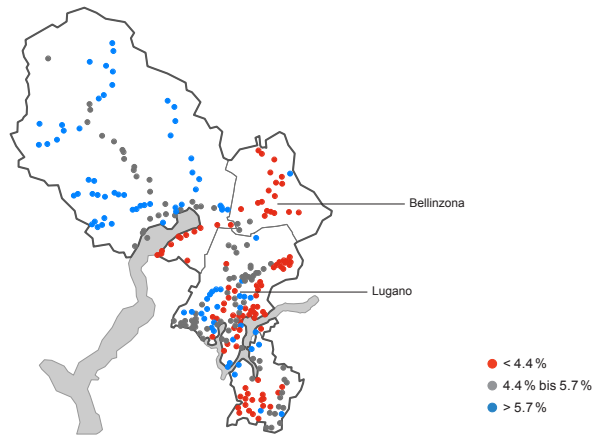 Bellinzona
Lugano
< 4.4 %
4.4 % bis 5.7 %
> 5.7 %